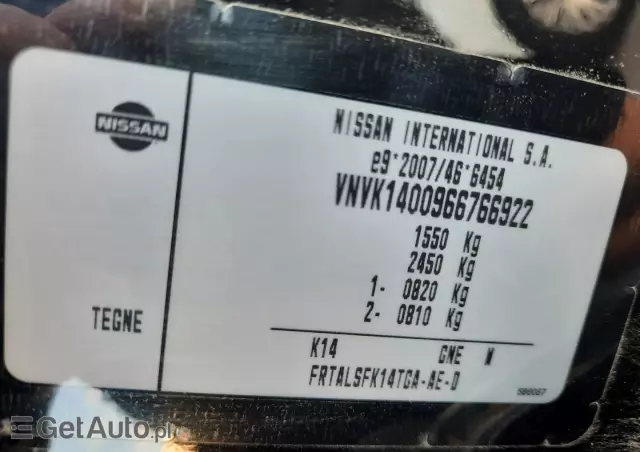 NISSAN
NISSAN INTERNATIONAL S.A.
e9*2007/46*6454
VNVK1400966766922
1550 Kg
2450 Kg
1- 0820 Kg
2- 0810 Kg
TEGNE
K14 GNE M
FRTALSFK14TGA-AE-D
GetAuto.pl